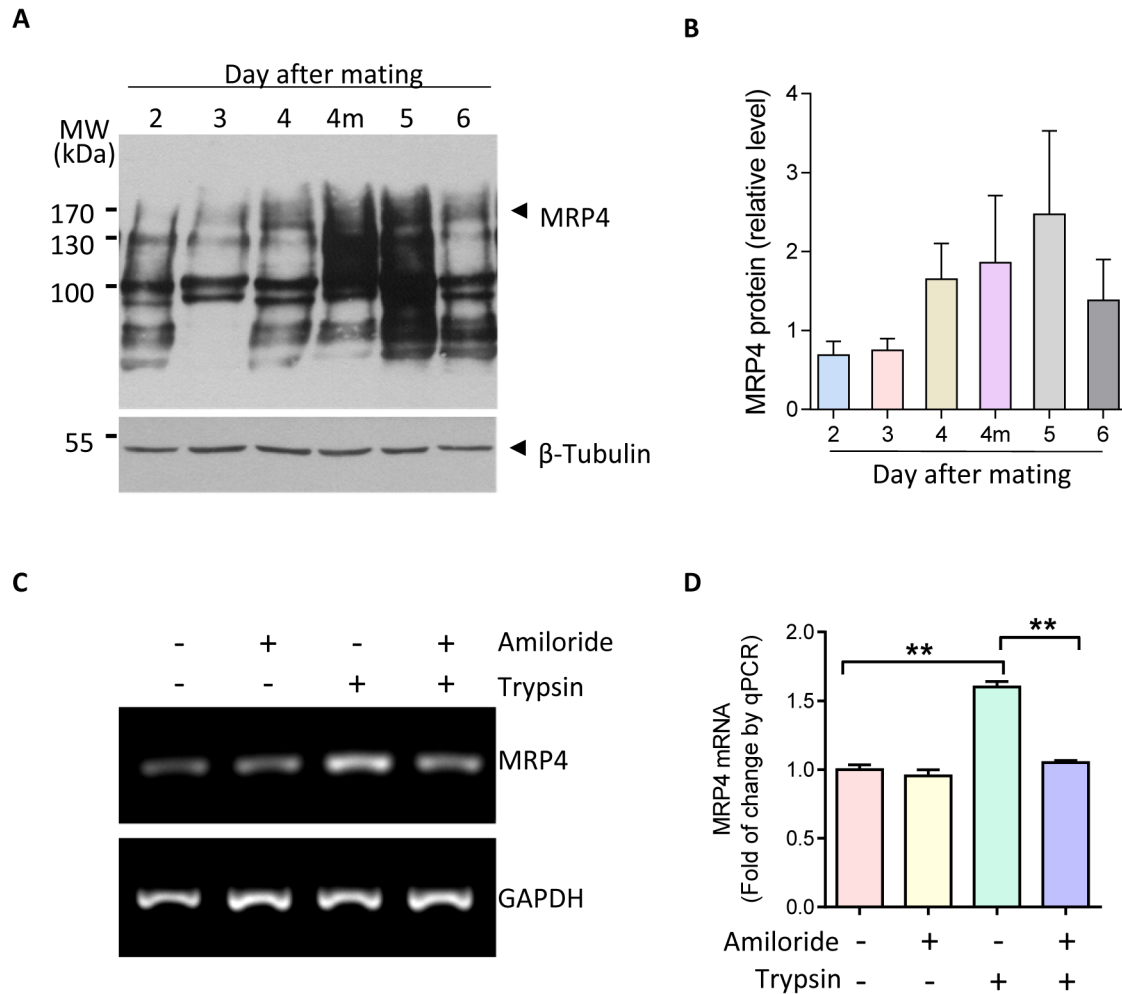 A
Day after mating
2 3 4 4m 5 6
MW
(kDa)
170
130
100
MRP4
55
β-Tubulin
B
MRP4 protein (relative level)
4
3
2
1
0
2 3 4 4m 5 6
Day after mating
C
- + - + Amiloride
- - + + Trypsin
MRP4
GAPDH
D
MRP4 mRNA
(Fold of change by qPCR)
2.0
1.5
1.0
0.5
0.0
** **
Amiloride - + - +
Trypsin - - + +